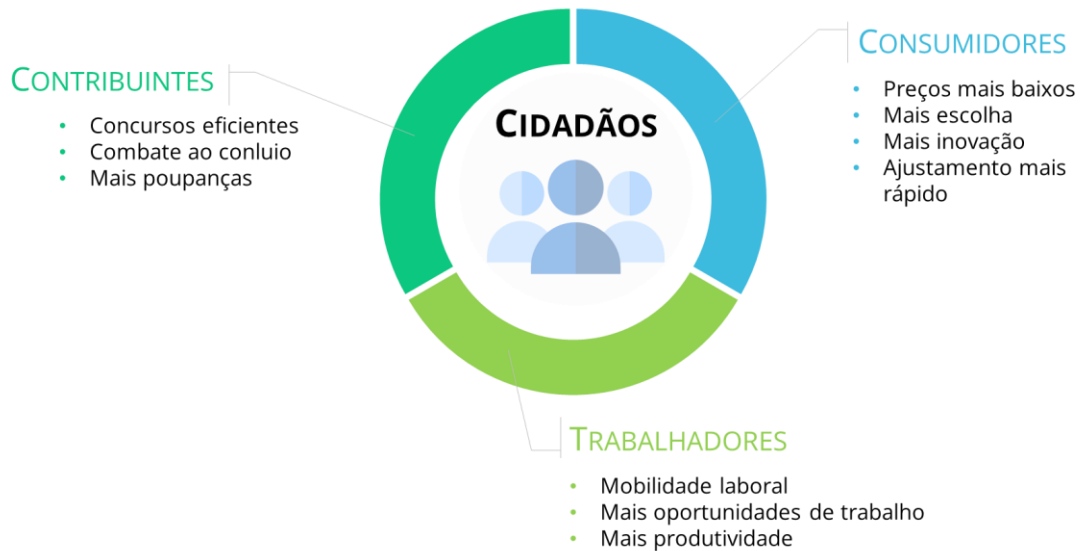 CONTRIBUINTES
• Concursos eficientes
• Combate ao conluio
• Mais poupanças
CIDADÃOS
CONSUMIDORES
• Preços mais baixos
• Mais escolha
• Mais inovação
• Ajustamento mais
rápido
TRABALHADORES
• Mobilidade laboral
• Mais oportunidades de trabalho
• Mais produtividade